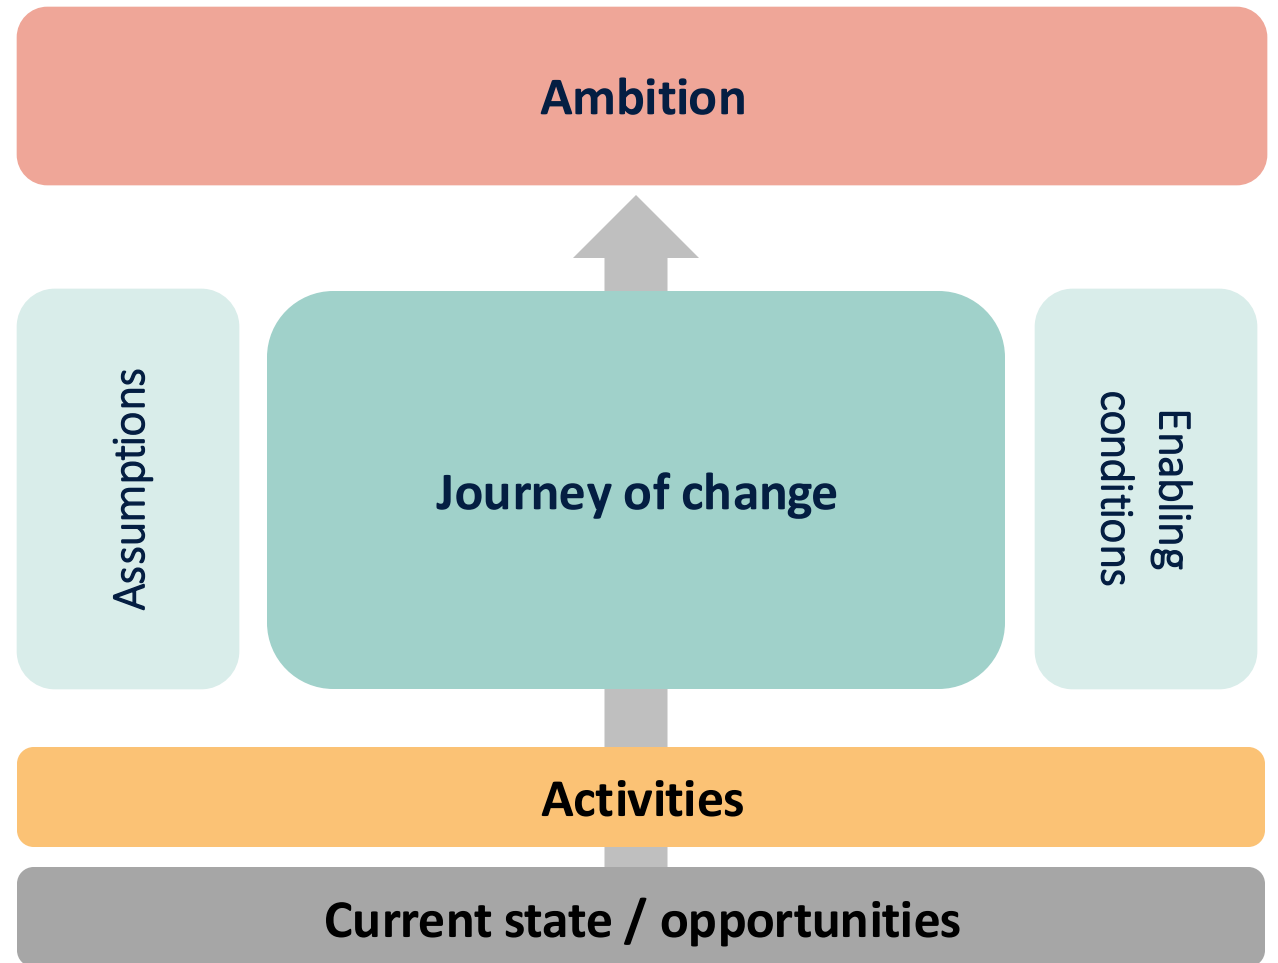 Ambition
Assumptions
Journey of change
Enabling
conditions
Activities
Current state / opportunities